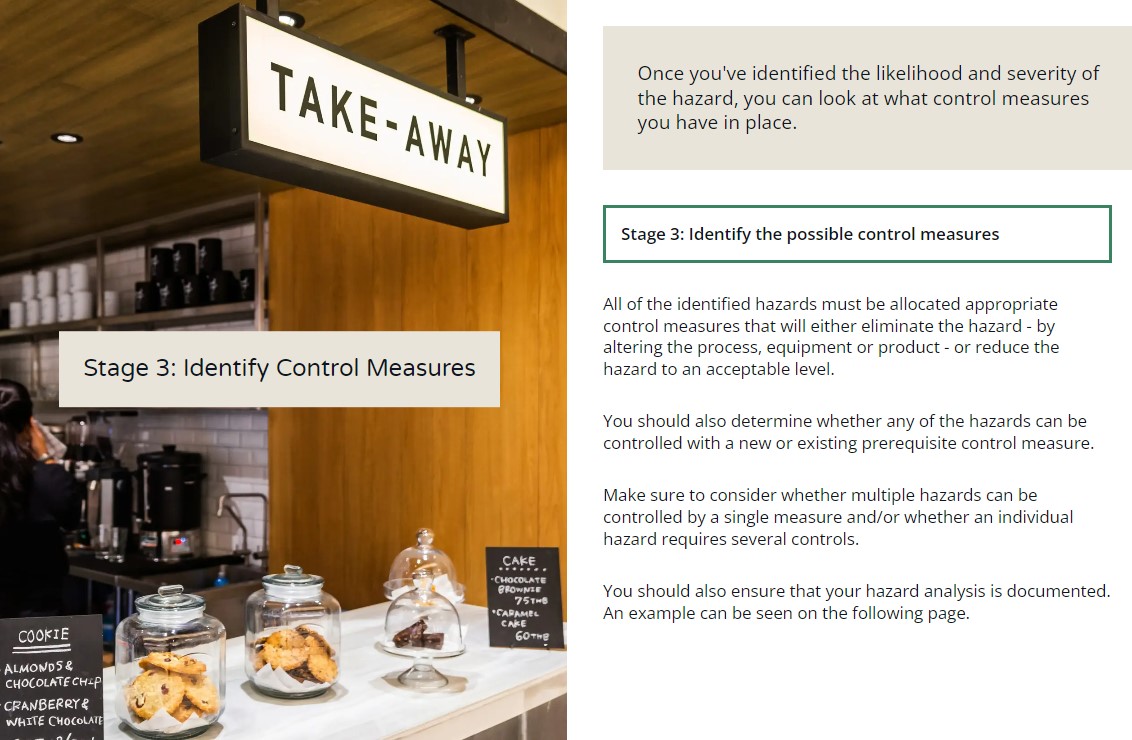 TAKE-AWAY
Stage 3: Identify Control Measures
COOKIE
ALMONDS &
CHOCOLATE CHIP
CRANBERRY &
WHITE CHOCOLATE
CAKE
• CHOCOLATE
BROWNIE
75THB
• CARAMEL
CAKE
60THB
Once you've identified the likelihood and severity of
the hazard, you can look at what control measures
you have in place.
Stage 3: Identify the possible control measures
All of the identified hazards must be allocated appropriate
control measures that will either eliminate the hazard - by
altering the process, equipment or product - or reduce the
hazard to an acceptable level.
You should also determine whether any of the hazards can be
controlled with a new or existing prerequisite control measure.
Make sure to consider whether multiple hazards can be
controlled by a single measure and/or whether an individual
hazard requires several controls.
You should also ensure that your hazard analysis is documented.
An example can be seen on the following page.